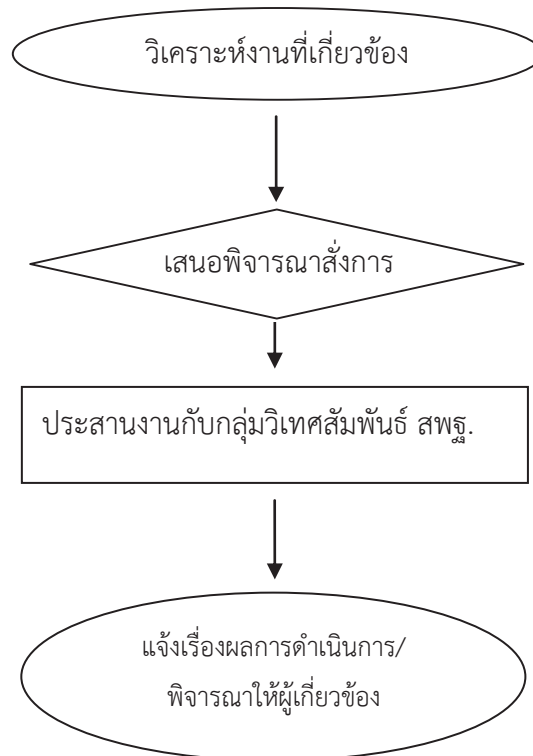 วิเคราะห์งานที่เกี่ยวข้อง
เสนอพิจารณาสั่งการ
ประสานงานกับกลุ่มวิเทศสัมพันธ์ สพฐ.
แจ้งเรื่องผลการดำเนินการ/
พิจารณาให้ผู้เกี่ยวข้อง